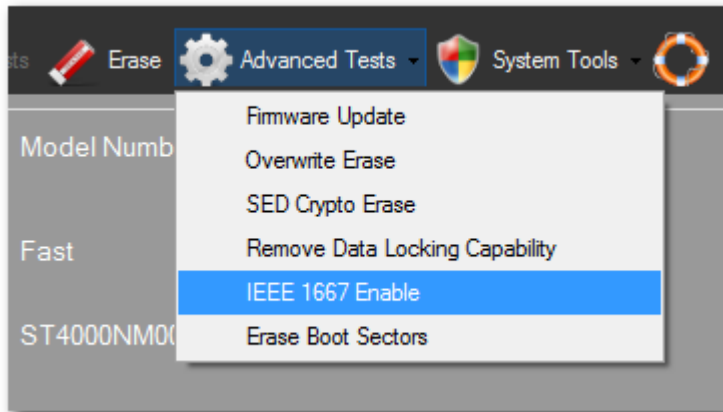 Erase Advanced Tests System Tools
Firmware Update
Model Numb
Overwrite Erase
SED Crypto Erase
Fast
Remove Data Locking Capability
IEEE 1667 Enable
ST4000NM00
Erase Boot Sectors